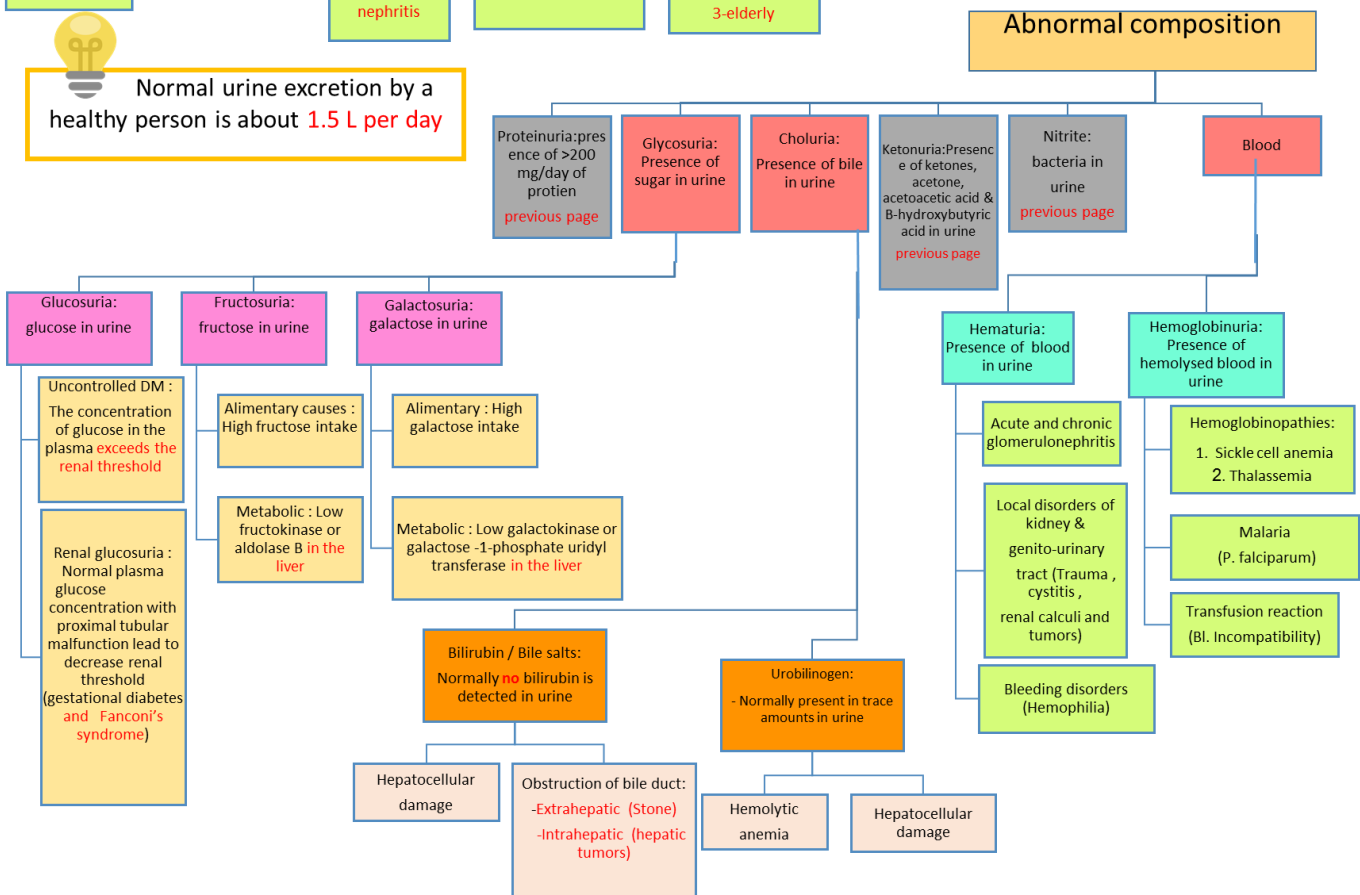 nephritis
3-elderly
Normal urine excretion by a
healthy person is about 1.5 L per day
Abnormal composition
Proteinuria:pres
ence of >200
mg/day of
protien
previous page
Glycosuria:
Presence of
sugar in urine
Choluria:
Presence of bile
in urine
Ketonuria:Presenc
e of ketones,
acetone,
acetoacetic acid &
B-hydroxybutyric
acid in urine
previous page
Nitrite:
bacteria in
urine
previous page
Blood
Glucosuria:
glucose in urine
Fructosuria:
fructose in urine
Galactosuria:
galactose in urine
Hematuria:
Presence of blood
in urine
Hemoglobinuria:
Presence of
hemolysed blood in
urine
Uncontrolled DM :
The concentration
of glucose in the
plasma exceeds the
renal threshold
Renal glucosuria :
Normal plasma
glucose
concentration with
proximal tubular
malfunction lead to
decrease renal
threshold
(gestational diabetes
and Fanconi’s
syndrome)
Alimentary causes :
High fructose intake
Metabolic : Low
fructokinase or
aldolase B in the
liver
Alimentary : High
galactose intake
Metabolic : Low galactokinase or
galactose -1-phosphate uridyl
transferase in the liver
Acute and chronic
glomerulonephritis
Local disorders of
kidney &
genito-urinary
tract (Trauma ,
cystitis ,
renal calculi and
tumors)
Bleeding disorders
(Hemophilia)
Hemoglobinopathies:
1. Sickle cell anemia
2. Thalassemia
Malaria
(P. falciparum)
Transfusion reaction
(Bl. Incompatibility)
Bilirubin / Bile salts:
Normally no bilirubin is
detected in urine
Urobilinogen:
- Normally present in trace
amounts in urine
Hepatocellular
damage
Obstruction of bile duct:
-Extrahepatic (Stone)
-Intrahepatic (hepatic
tumors)
Hemolytic
anemia
Hepatocellular
damage